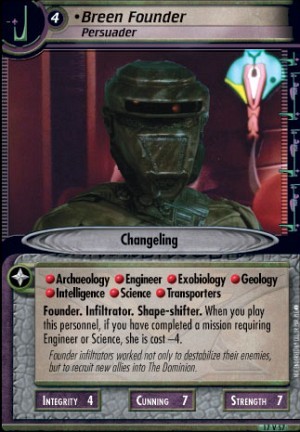 4 •Breen Founder
Persuader
Changeling
Archaeology Engineer Exobiology Geology
Intelligence Science Transporters
Founder. Infiltrator. Shape-shifter. When you play
this personnel, if you have completed a mission requiring
Engineer or Science, she is cost -4.
Founder infiltrators worked not only to destabilize their enemies,
but to recruit new allies into The Dominion.
INTEGRITY 4 CUNNING 7 STRENGTH 7
17 V 17